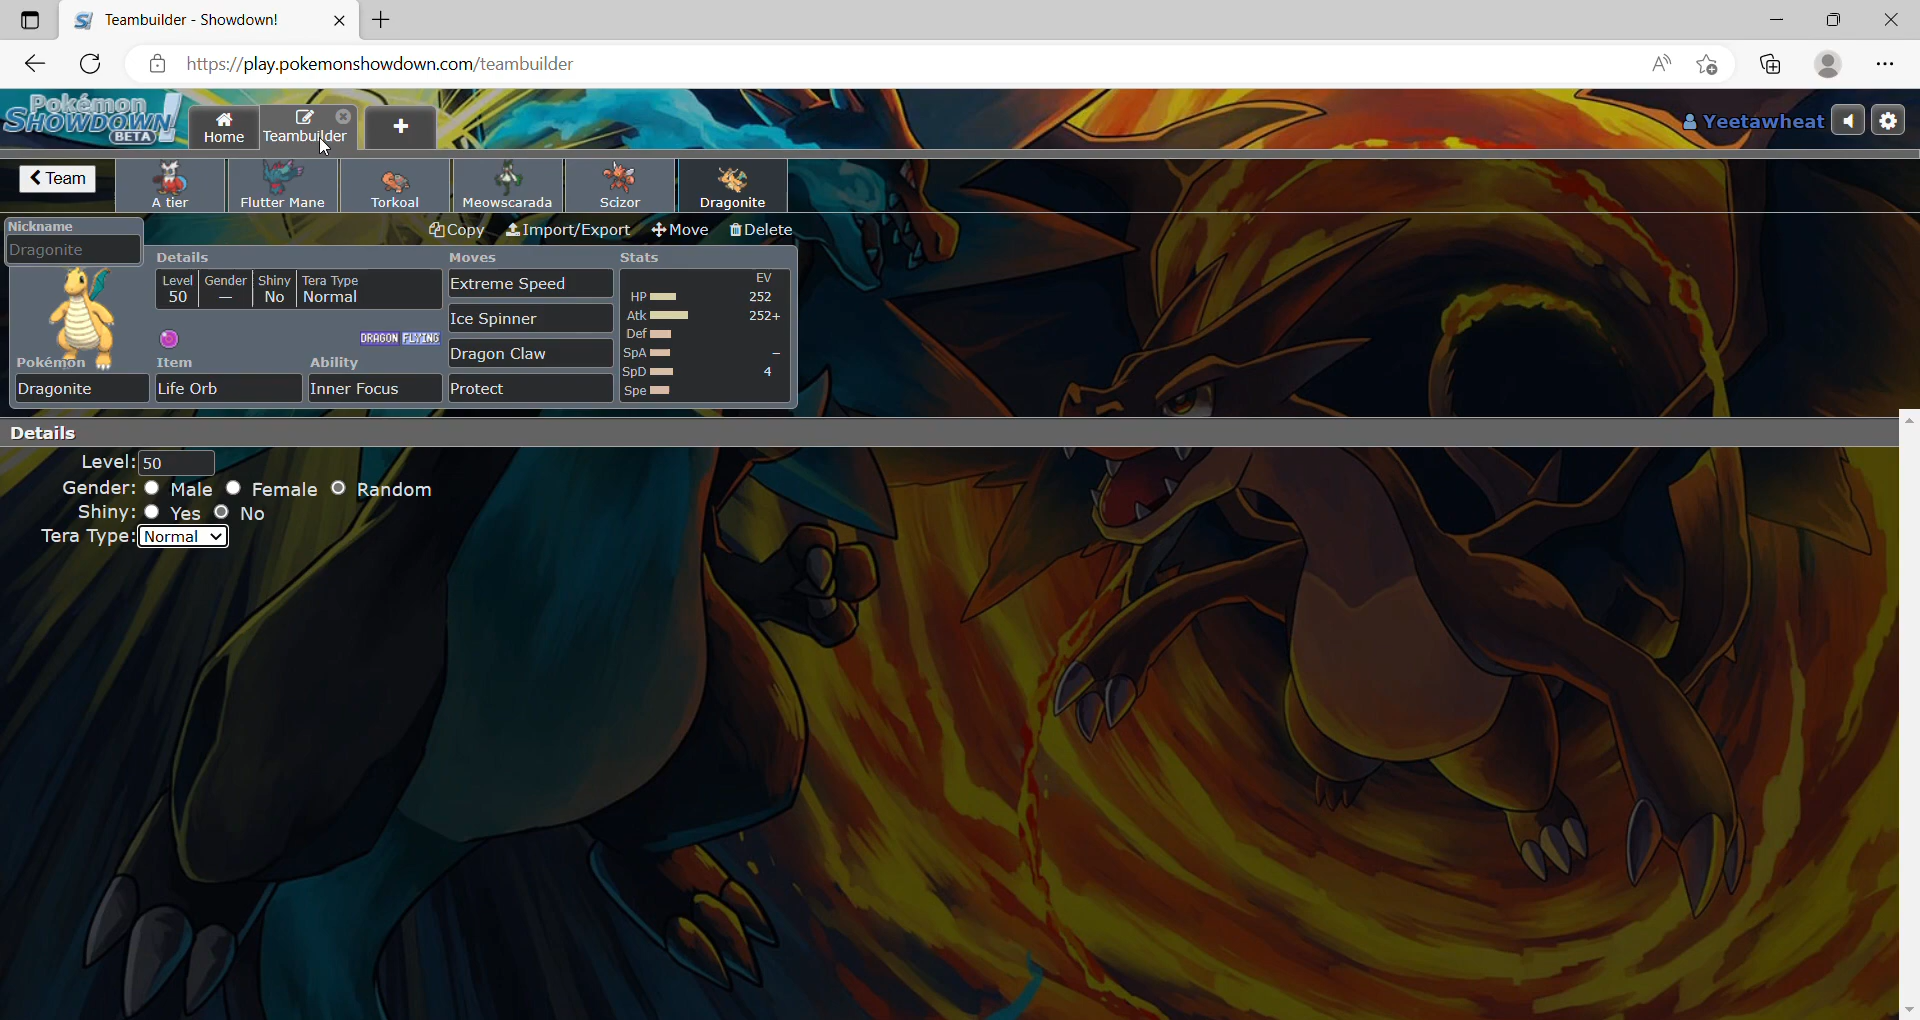 Teambuilder - Showdown!
https://play.pokemonshowdown.com/teambuilder
Pokémon
SHOWDOWN!
BETA
Home
Teambuilder
Yeetawheat
Team
A tier
Flutter Mane
Torkoal
Meowscarada
Scizor
Dragonite
Copy
Import/Export
Move
Delete
Nickname
Dragonite
Details
Level Gender Shiny Tera Type
50 — No Normal
DRAGON FLYING
Pokémon
Dragonite
Item
Life Orb
Ability
Inner Focus
Moves
Extreme Speed
Ice Spinner
Dragon Claw
Protect
Stats
EV
HP 252
Atk 252+
Def
SpA –
SpD 4
Spe
Details
Level: 50
Gender: Male Female Random
Shiny: Yes No
Tera Type: Normal